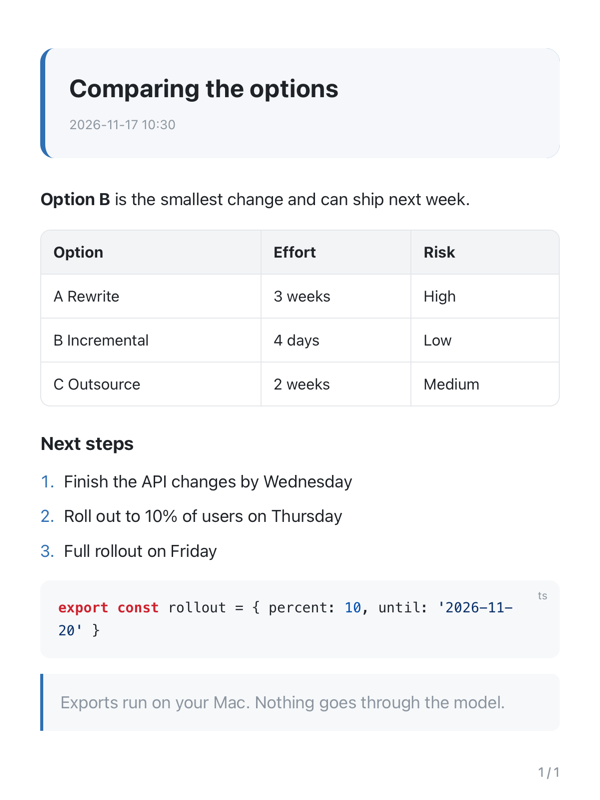 Comparing the options
2026-11-17 10:30
Option B is the smallest change and can ship next week.
Option Effort Risk
A Rewrite 3 weeks High
B Incremental 4 days Low
C Outsource 2 weeks Medium
Next steps
1. Finish the API changes by Wednesday
2. Roll out to 10% of users on Thursday
3. Full rollout on Friday
ts
export const rollout = { percent: 10, until: '2026-11-
20' }
Exports run on your Mac. Nothing goes through the model.
1/1